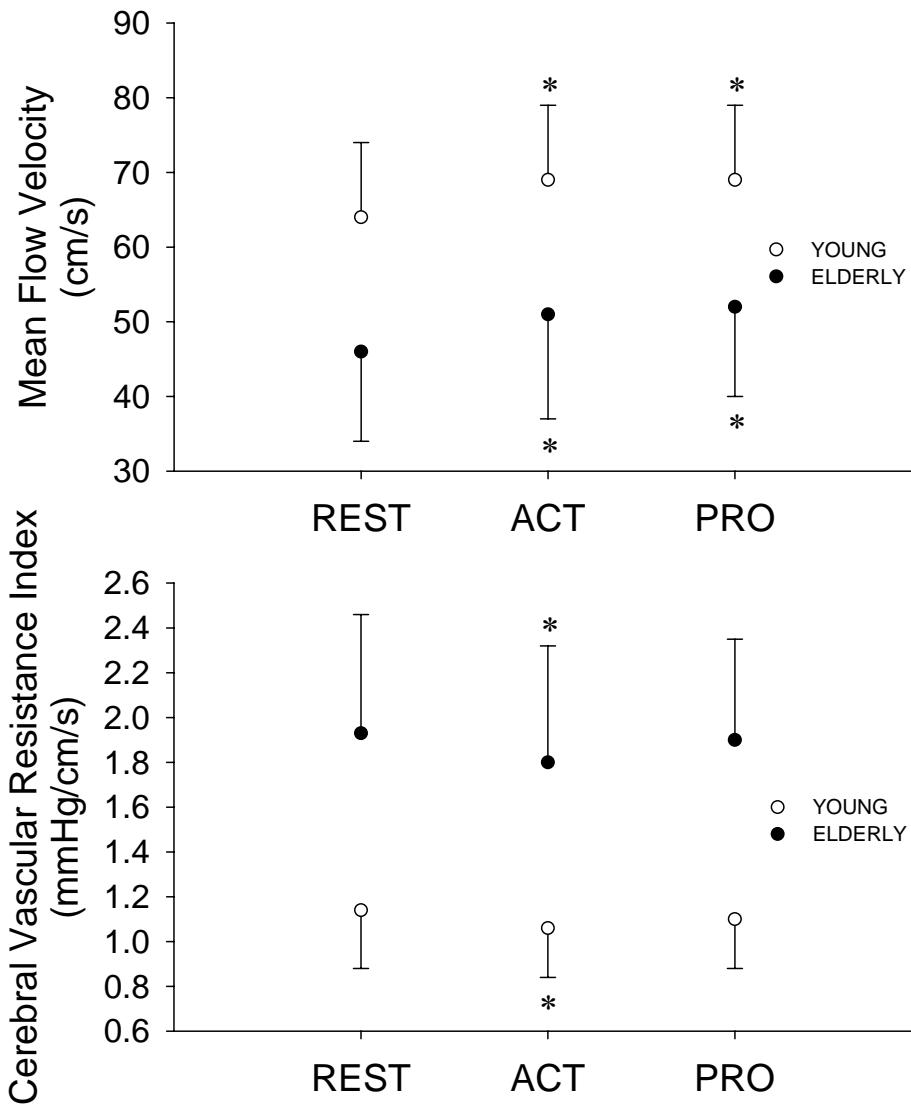 Mean Flow Velocity
(cm/s)
90
80
70
60
50
40
30
* *
* *
YOUNG
ELDERLY
REST ACT PRO
Cerebral Vascular Resistance Index
(mmHg/cm/s)
2.6
2.4
2.2
2.0
1.8
1.6
1.4
1.2
1.0
0.8
0.6
*
*
YOUNG
ELDERLY
REST ACT PRO